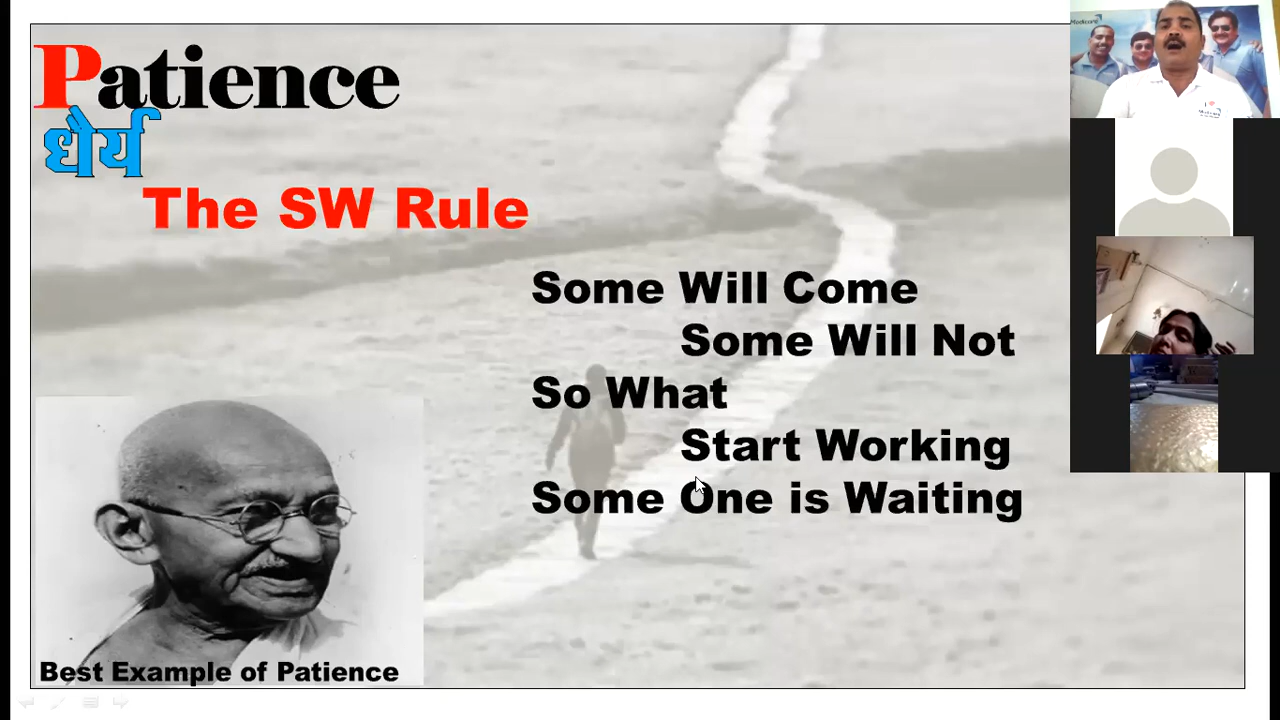 Patience
धैर्य
The SW Rule
Some Will Come
Some Will Not
So What
Start Working
Some One is Waiting
Best Example of Patience